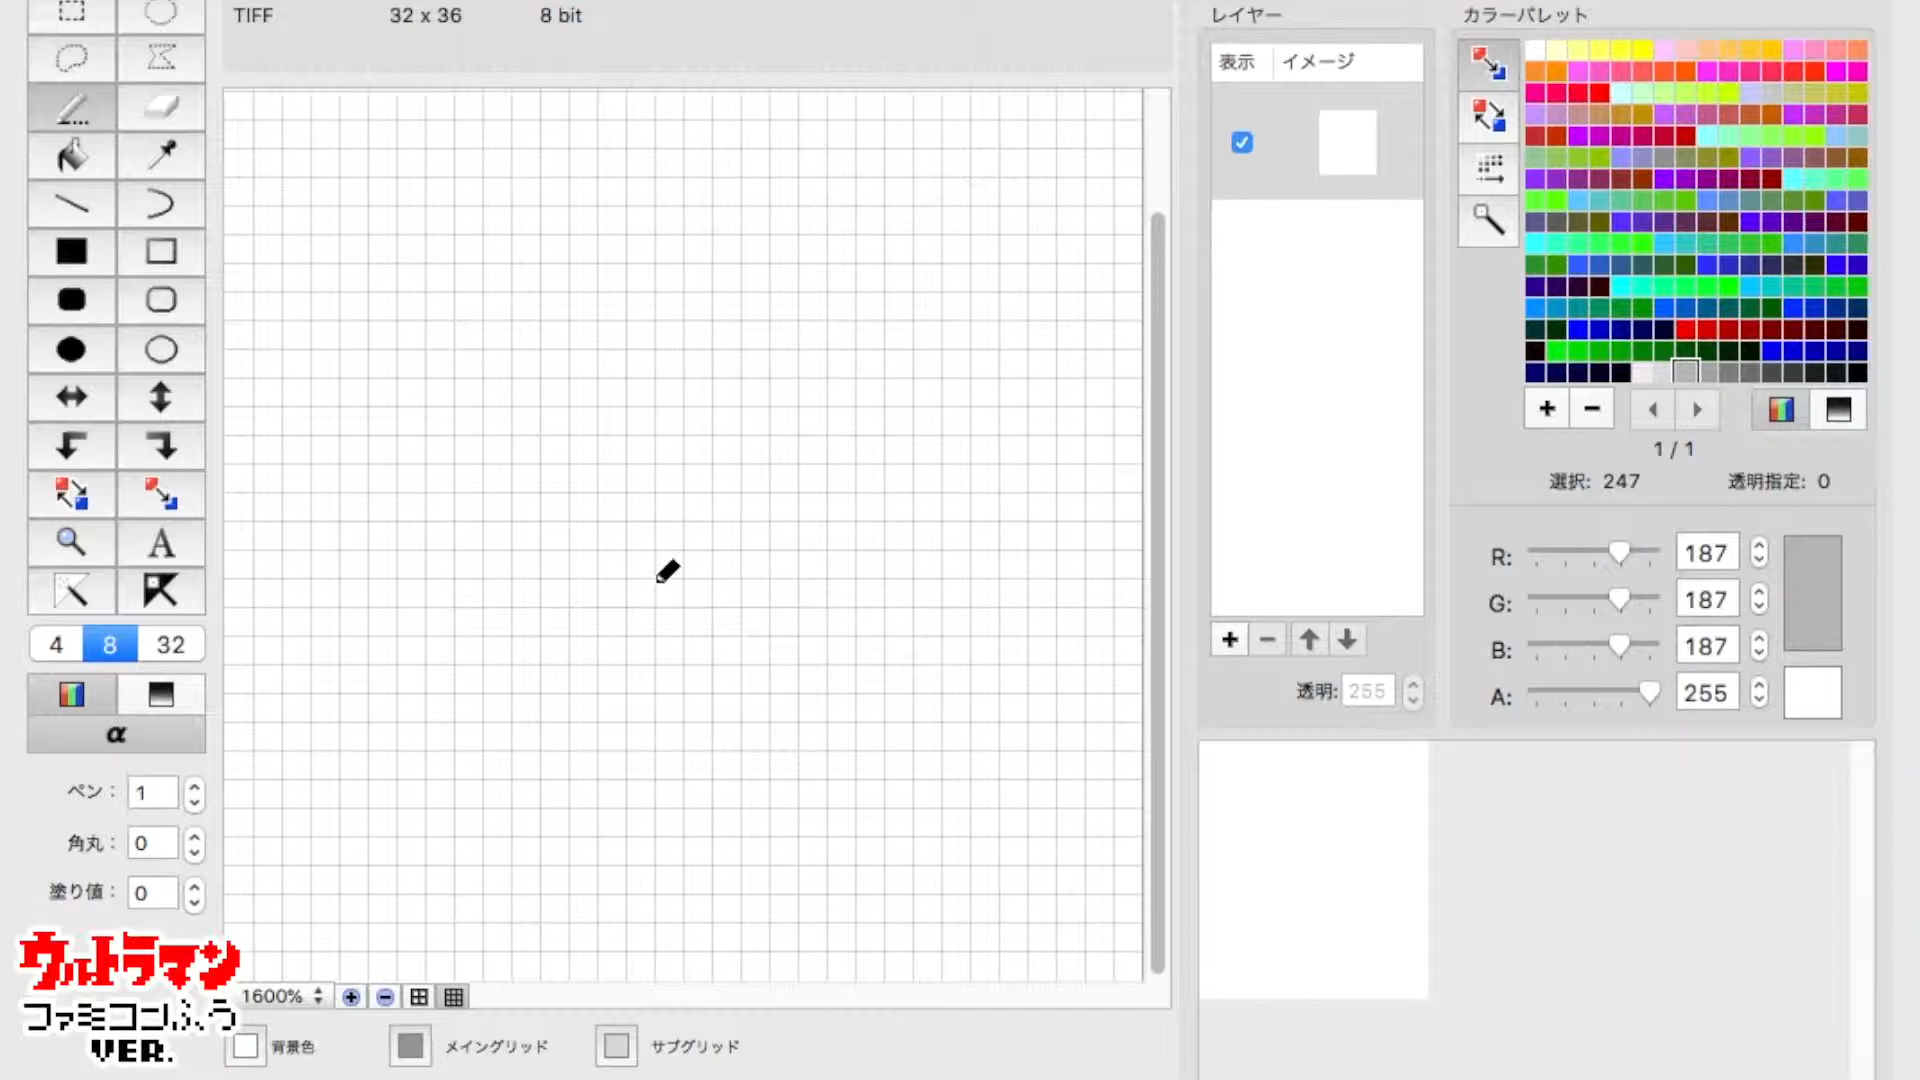 TIFF 32 x 36 8 bit
レイヤー
表示 イメージ
透明: 255
カラーパレット
1 / 1
選択: 247 透明指定: 0
R: 187
G: 187
B: 187
A: 255
A
4 8 32
α
ペン: 1
角丸: 0
塗り値: 0
1600%
背景色 メイングリッド サブグリッド
ウルトラマン
ファミコンふう
VER.